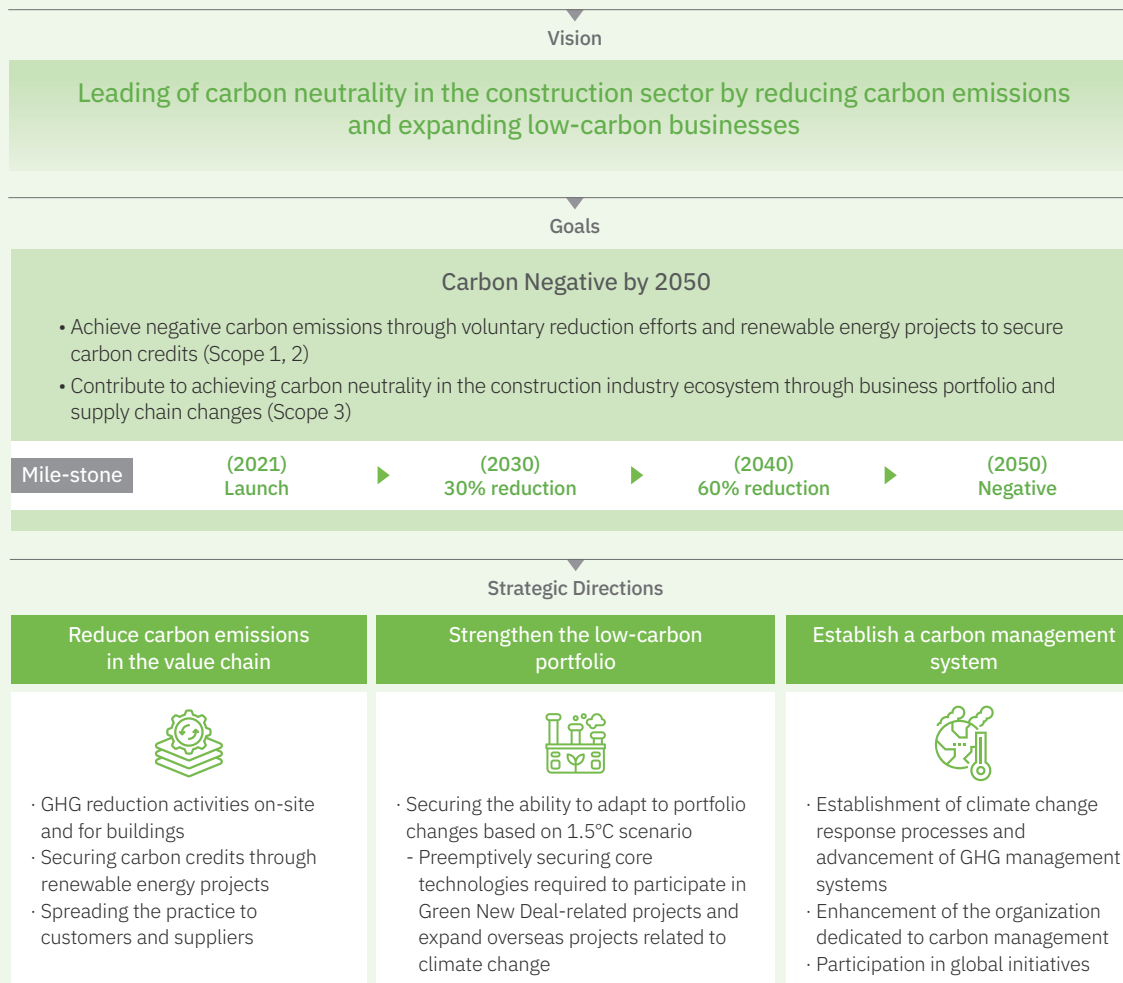 Vision
Leading of carbon neutrality in the construction sector by reducing carbon emissions
and expanding low-carbon businesses
Goals
Carbon Negative by 2050
• Achieve negative carbon emissions through voluntary reduction efforts and renewable energy projects to secure
carbon credits (Scope 1, 2)
• Contribute to achieving carbon neutrality in the construction industry ecosystem through business portfolio and
supply chain changes (Scope 3)
Mile-stone
(2021)
Launch
(2030)
30% reduction
(2040)
60% reduction
(2050)
Negative
Strategic Directions
Reduce carbon emissions
in the value chain
· GHG reduction activities on-site
and for buildings
· Securing carbon credits through
renewable energy projects
· Spreading the practice to
customers and suppliers
Strengthen the low-carbon
portfolio
· Securing the ability to adapt to portfolio
changes based on 1.5°C scenario
- Preemptively securing core
technologies required to participate in
Green New Deal-related projects and
expand overseas projects related to
climate change
Establish a carbon management
system
· Establishment of climate change
response processes and
advancement of GHG management
systems
· Enhancement of the organization
dedicated to carbon management
· Participation in global initiatives